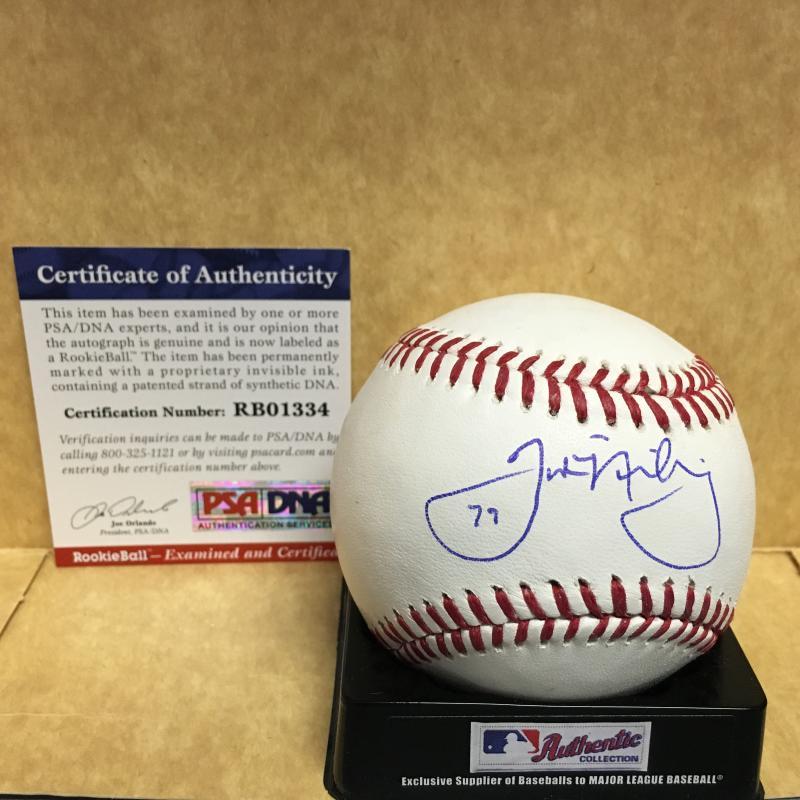 Certificate of Authenticity
This item has been examined by one or more
PSA/DNA experts, and it is our opinion that
the autograph is genuine and is now labeled as
a RookieBall.™ The item has been permanently
marked with a proprietary invisible ink,
containing a patented strand of synthetic DNA.
Certification Number: RB01334
Verification inquiries can be made to PSA/DNA by
calling 800-325-1121 or by visiting psacard.com an
entering the certification number above.
Joe Orlando
President, PSA/DNA
PSA DNA
AUTHENTICATION SERVICES
RookieBall™ — Examined and Certifie
77
Authentic
COLLECTION
Exclusive Supplier of Baseballs to MAJOR LEAGUE BASEBALL®